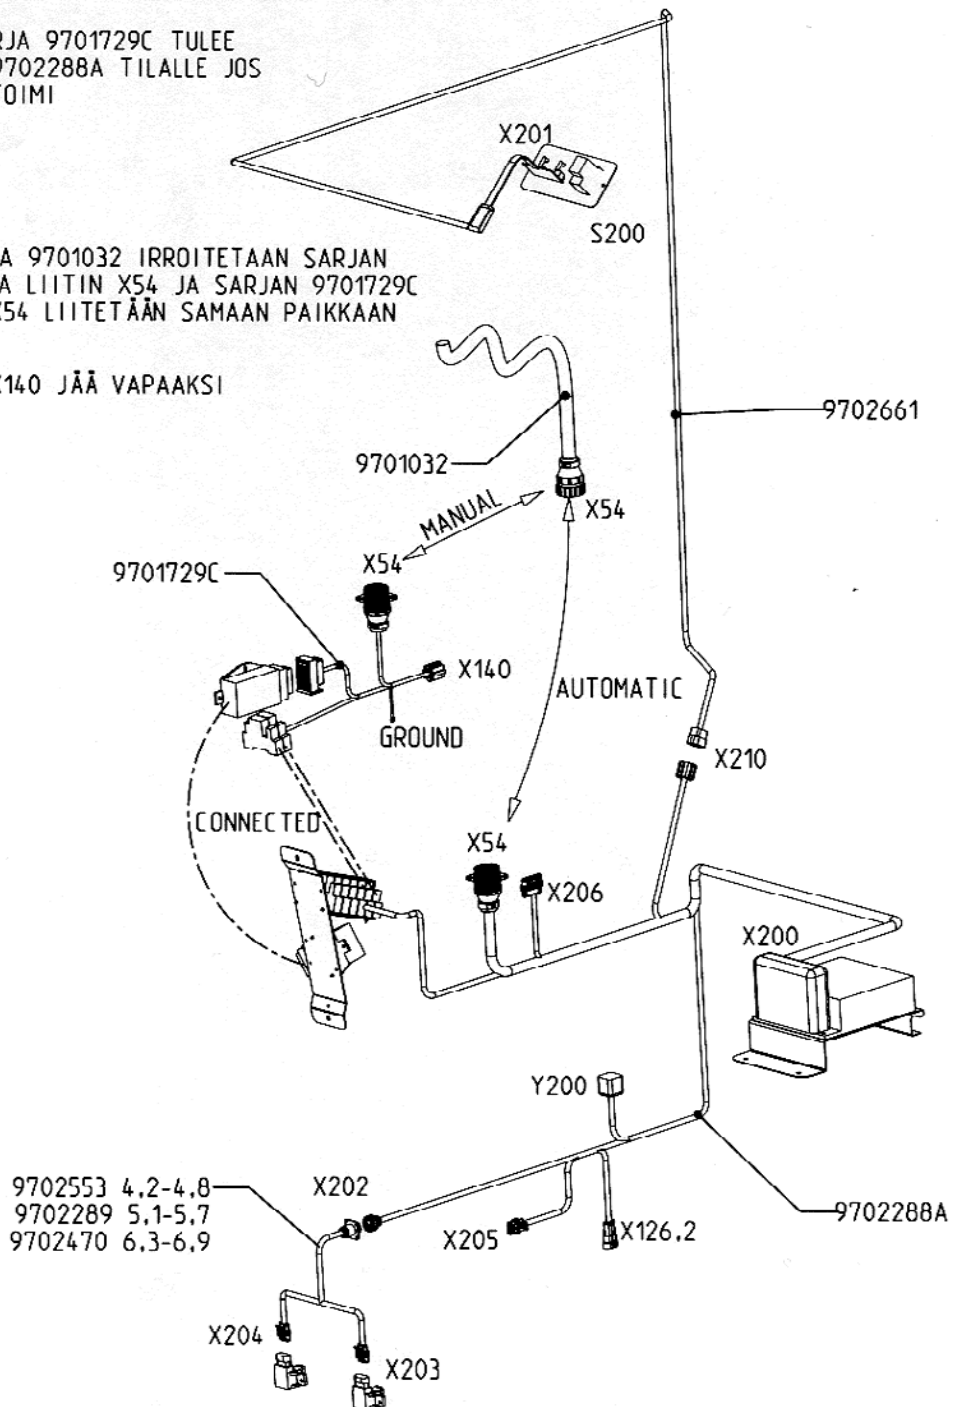 RJA 9701729C TULEE
9702288A TILALLE JOS
TOIMI
X201
S200
A 9701032 IRROITETAAN SARJAN
A LIITIN X54 JA SARJAN 9701729C
X54 LIITETÄÄN SAMAAN PAIKKAAN
X140 JÄÄ VAPAAKSI
9702661
9701032
X54
MANUAL
X54
9701729C
X140
AUTOMATIC
GROUND
X210
CONNECTED
X54
X206
X200
Y200
9702553 4,2-4,8
9702289 5,1-5,7
9702470 6,3-6,9
X202
X205
X126.2
9702288A
X204
X203